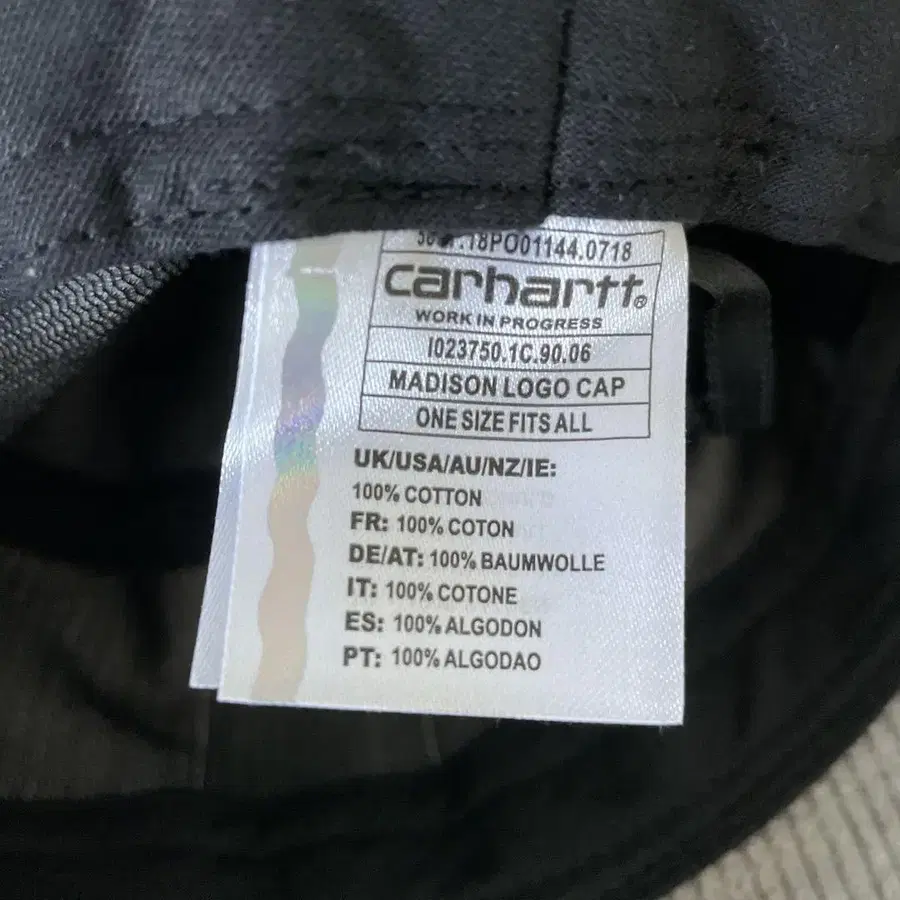 .18PO01144.0718
carhartt®
WORK IN PROGRESS
I023750.1C.90.06
MADISON LOGO CAP
ONE SIZE FITS ALL
UK/USA/AU/NZ/IE:
100% COTTON
FR: 100% COTON
DE/AT: 100% BAUMWOLLE
IT: 100% COTONE
ES: 100% ALGODON
PT: 100% ALGODAO